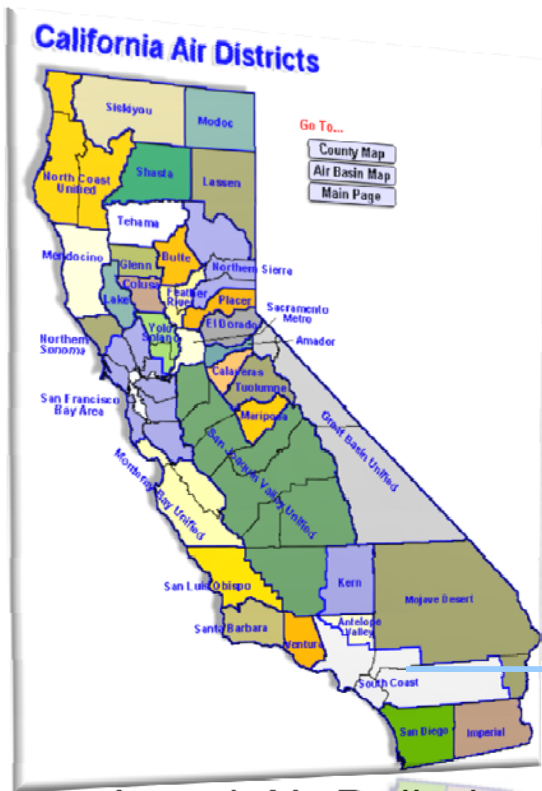 California Air Districts
Go To...
County Map
Air Basin Map
Main Page
Siskiyou
Modoc
North Coast
Unified
Shasta
Lassen
Tehama
Mendocino
Glenn
Butte
Northern Sierra
Colusa
Lake
Feather
River
Placer
Sacramento
Metro
El Dorado
Yolo
Solano
Amador
Northern
Sonoma
Calaveras
Tuolumne
San Francisco
Bay Area
Mariposa
Great Basin Unified
San Joaquin Valley Unified
Monterey Bay Unified
San Luis Obispo
Kern
Mojave Desert
Santa Barbara
Ventura
Antelope
Valley
South Coast
San Diego
Imperial